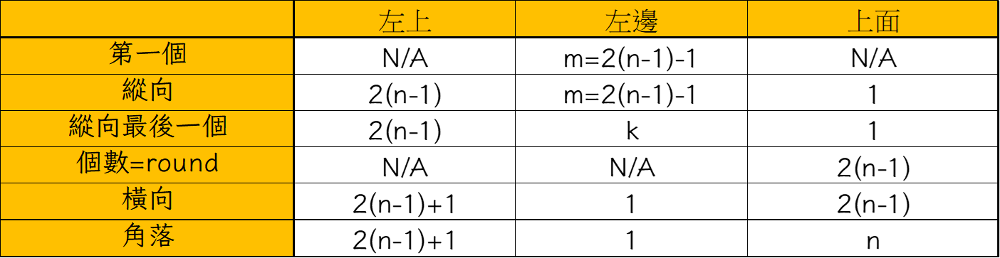 左上 左邊 上面
第一個 N/A m=2(n-1)-1 N/A
縱向 2(n-1) m=2(n-1)-1 1
縱向最後一個 2(n-1) k 1
個數=round N/A N/A 2(n-1)
橫向 2(n-1)+1 1 2(n-1)
角落 2(n-1)+1 1 n